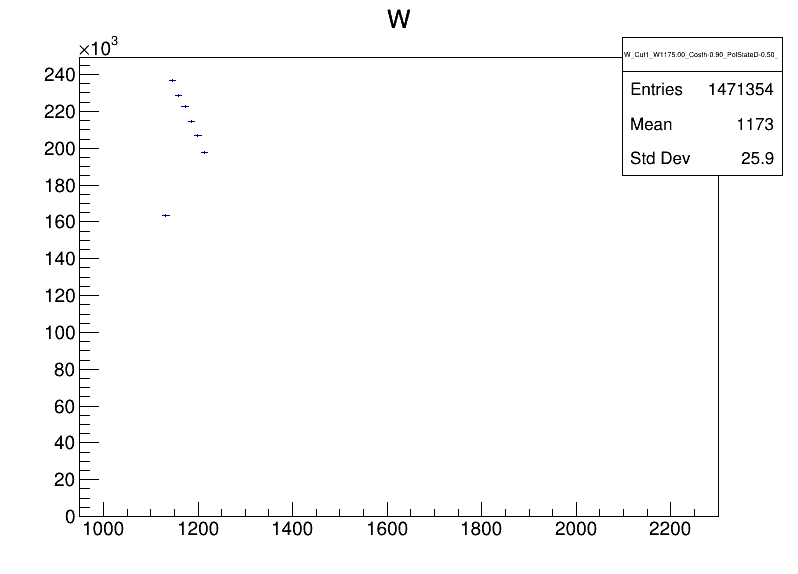 W
×10³
W_Cut1_W1175.00_Costh-0.90_PolStateD-0.50_
Entries 1471354
Mean 1173
Std Dev 25.9
240
220
200
180
160
140
120
100
80
60
40
20
0
1000 1200 1400 1600 1800 2000 2200